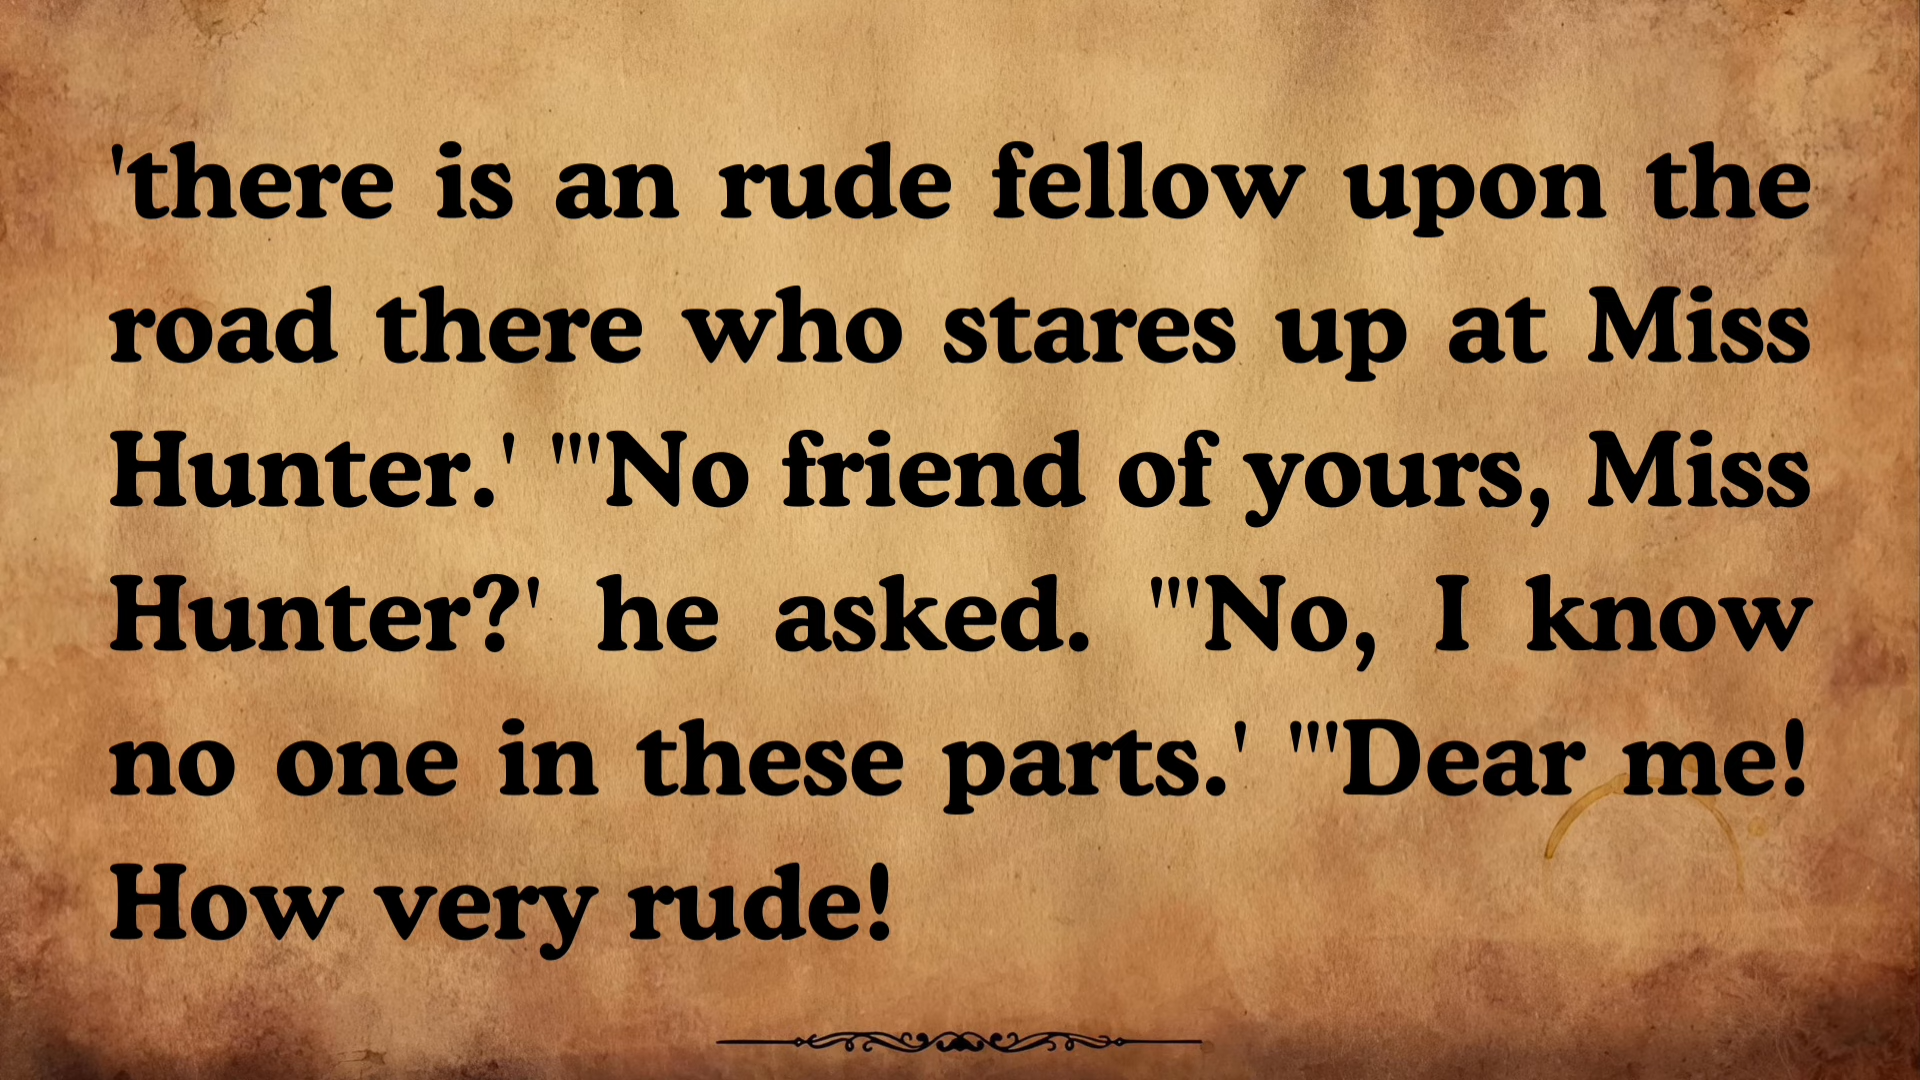 'there is an rude fellow upon the
road there who stares up at Miss
Hunter.' "'No friend of yours, Miss
Hunter?' he asked. "'No, I know
no one in these parts.' "'Dear me!
How very rude!